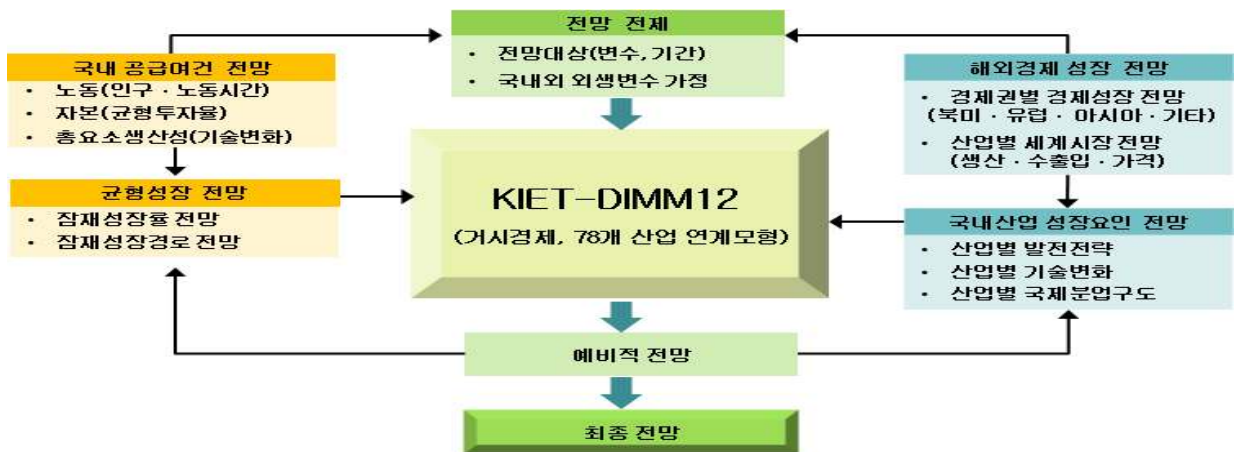 전망 전제
• 전망대상(변수, 기간)
• 국내외 외생변수 가정
국내 공급여건 전망
• 노동(인구 · 노동시간)
• 자본(균형투자율)
• 총요소생산성(기술변화)
균형성장 전망
• 잠재성장률 전망
• 잠재성장경로 전망
KIET-DIMM12
(거시경제, 78개 산업 연계모형)
해외경제 성장 전망
• 경제권별 경제성장 전망
(북미 · 유럽 · 아시아 · 기타)
• 산업별 세계시장 전망
(생산 · 수출입 · 가격)
국내산업 성장요인 전망
• 산업별 발전전략
• 산업별 기술변화
• 산업별 국제분업구도
예비적 전망
최종 전망